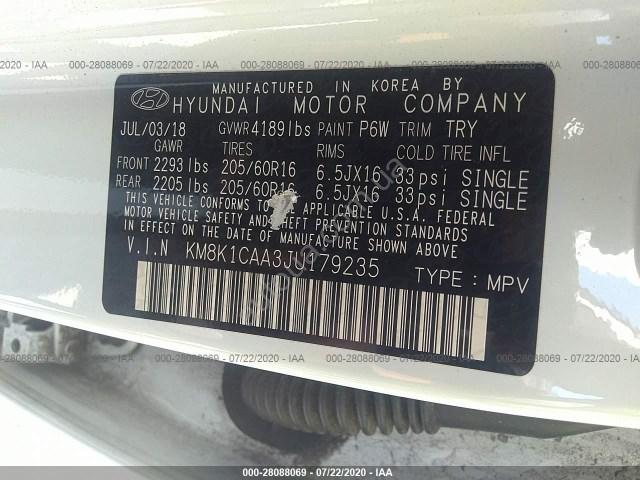 000-28088069 - 07/22/2020 - IAA
MANUFACTURED IN KOREA BY
HYUNDAI MOTOR COMPANY
JUL/03/18 GVWR 4189lbs PAINT P6W TRIM TRY
GAWR TIRES RIMS COLD TIRE INFL
FRONT 2293 lbs 205/60R16 6.5JX16 33psi SINGLE
REAR 2205 lbs 205/60R16 6.5JX16 33psi SINGLE
THIS VEHICLE CONFORMS TO ALL APPLICABLE U.S.A. FEDERAL
MOTOR VEHICLE SAFETY AND THEFT PREVENTION
STANDARDS IN EFFECT ON THE DATE OF
MANUFACTURE SHOWN ABOVE
V.I.N KM8K1CAA3JU179235
TYPE : MPV
000-28088069 - 07/22/2020 - IAA
000-28088069 - 07/22/2020 - IAA